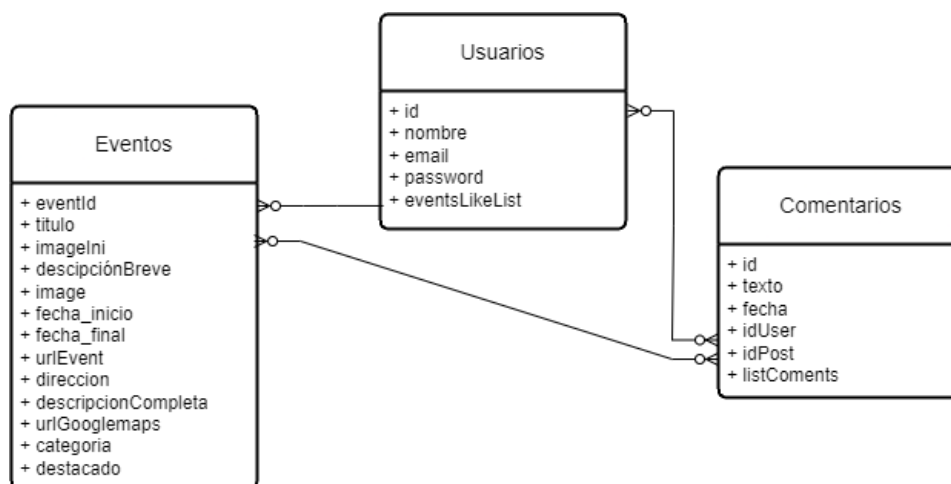 Usuarios
+ id
+ nombre
+ email
+ password
+ eventsLikeList
Eventos
+ eventId
+ titulo
+ imageIni
+ descipciónBreve
+ image
+ fecha_inicio
+ fecha_final
+ urlEvent
+ direccion
+ descripcionCompleta
+ urlGooglemaps
+ categoria
+ destacado
Comentarios
+ id
+ texto
+ fecha
+ idUser
+ idPost
+ listComents